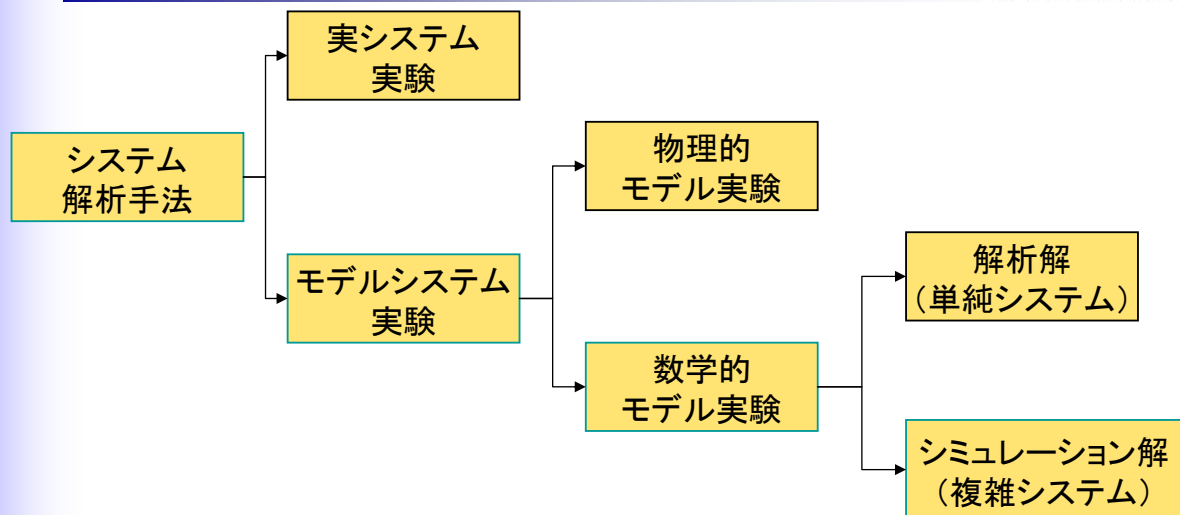 実システム
実験
システム
解析手法
物理的
モデル実験
モデルシステム
実験
解析解
（単純システム）
数学的
モデル実験
シミュレーション解
（複雑システム）